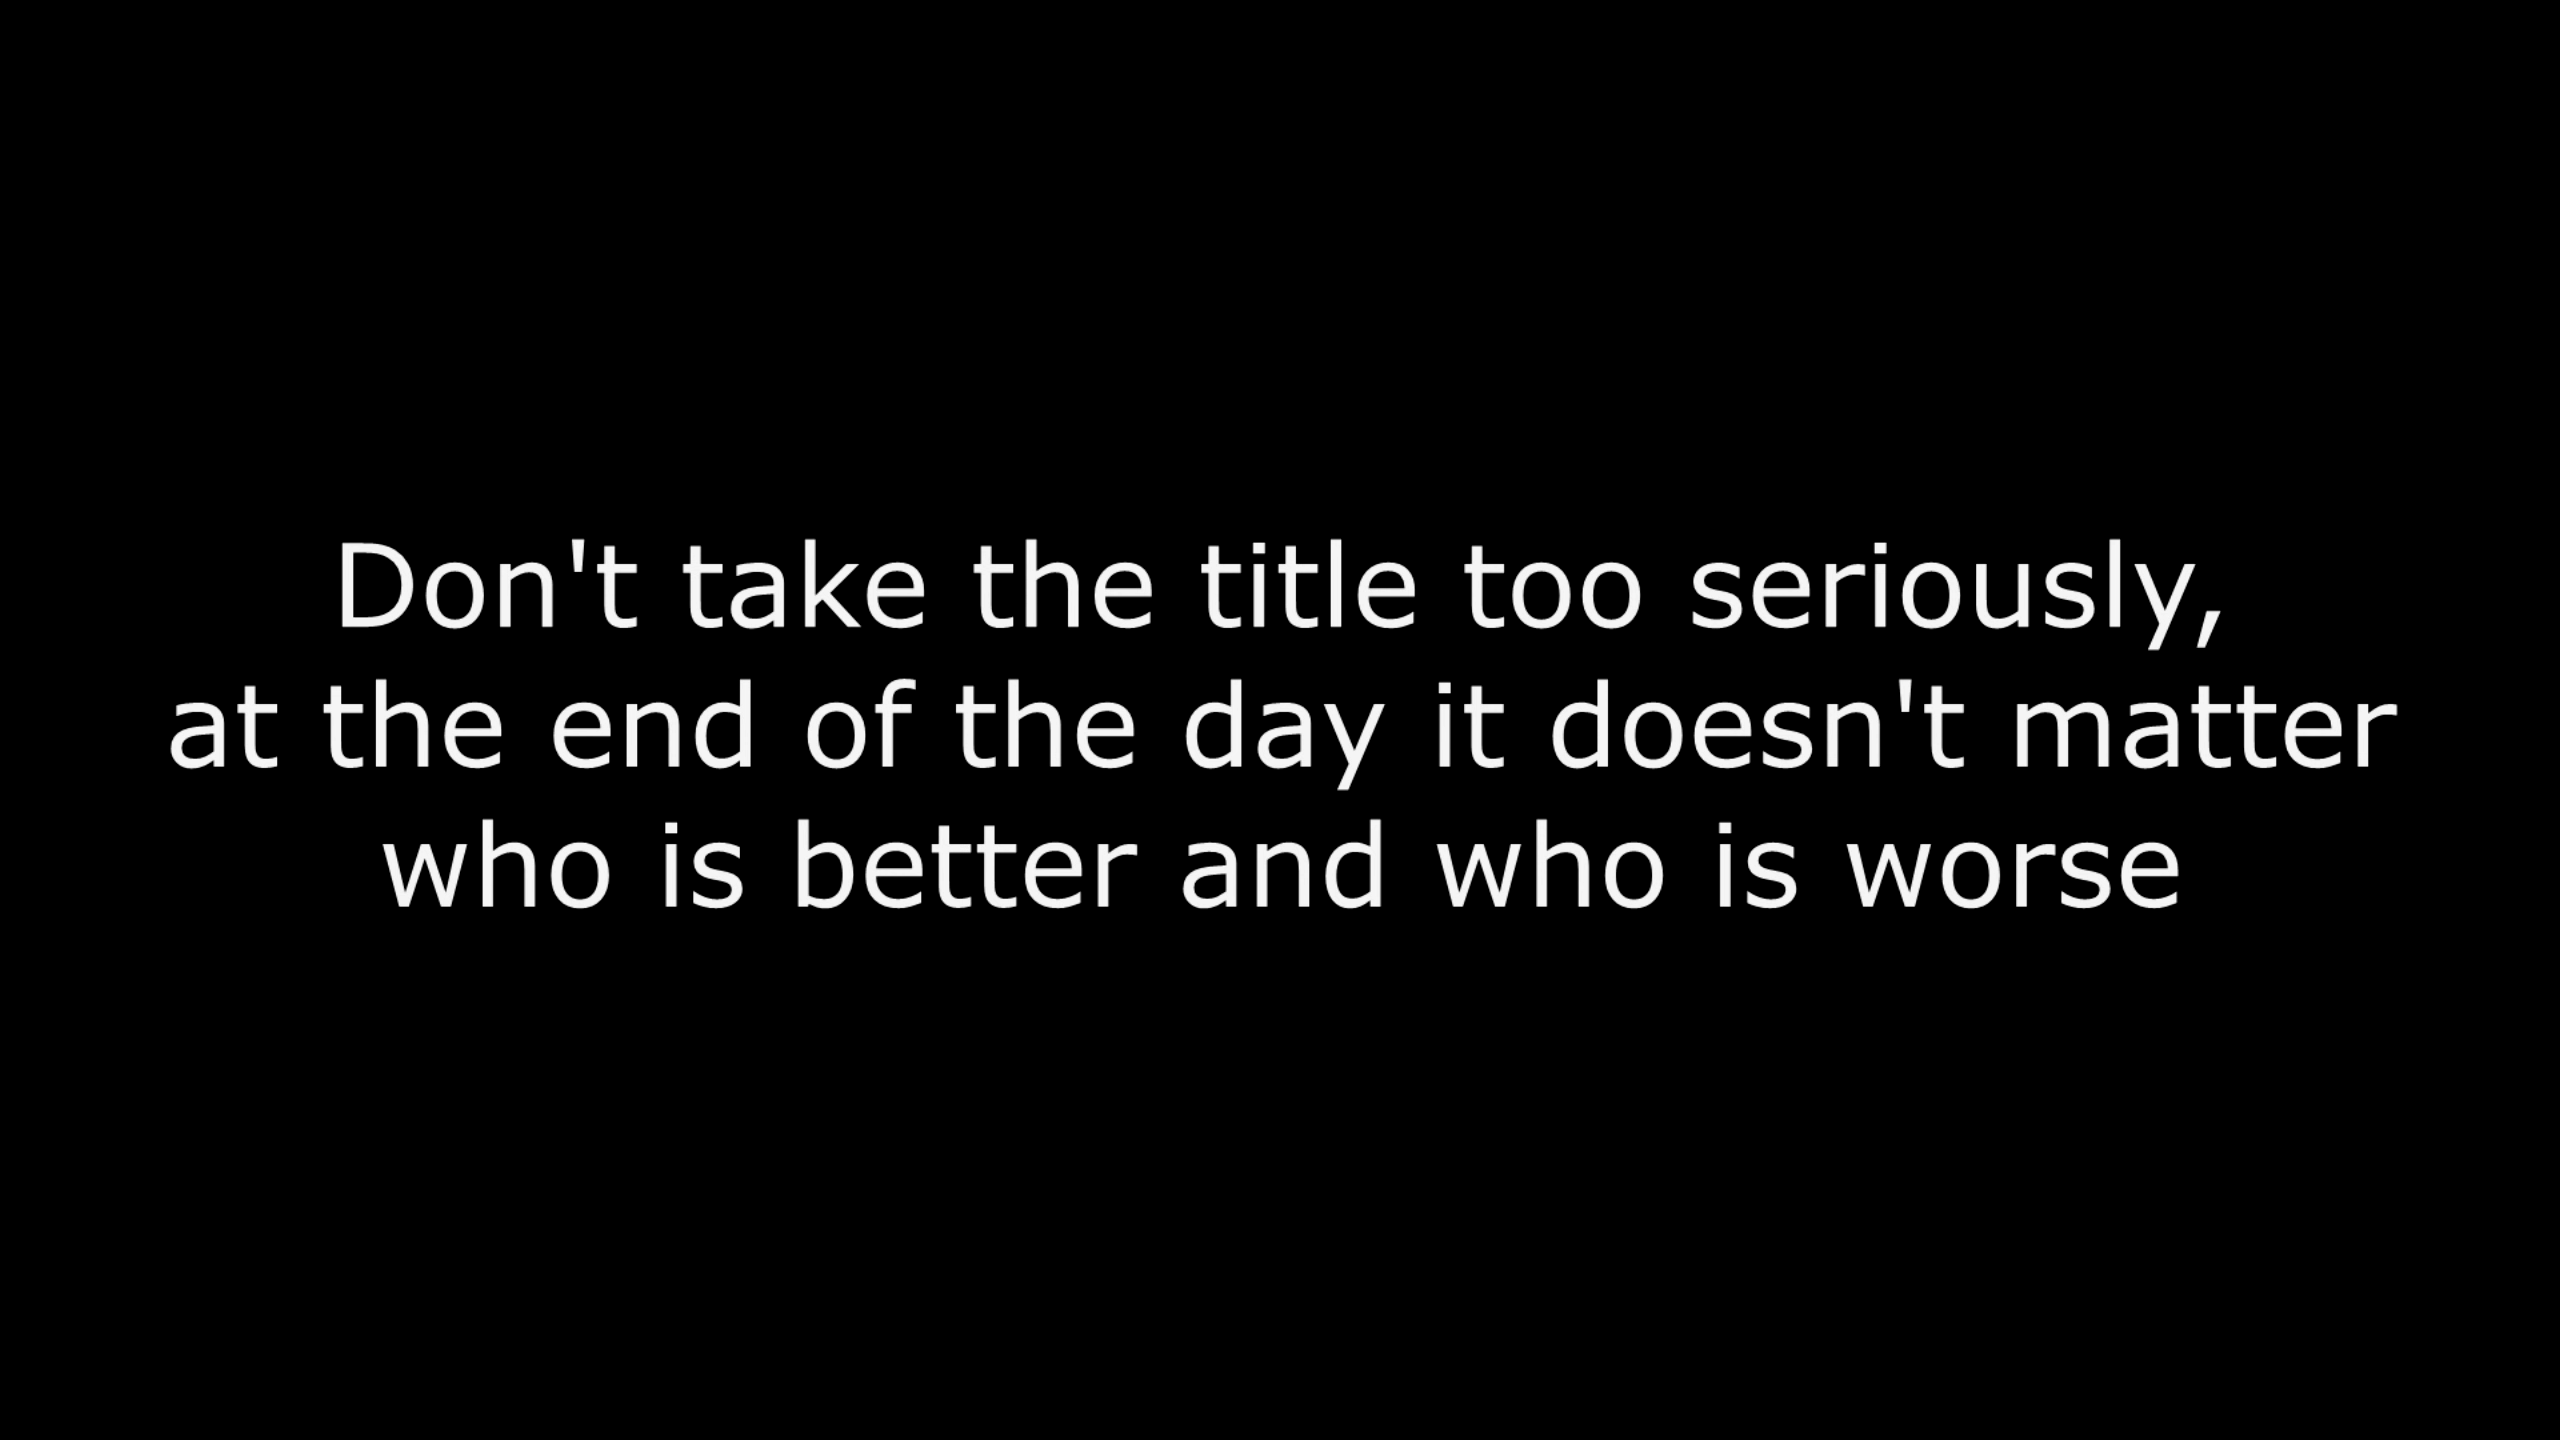 Don't take the title too seriously,
at the end of the day it doesn't matter
who is better and who is worse